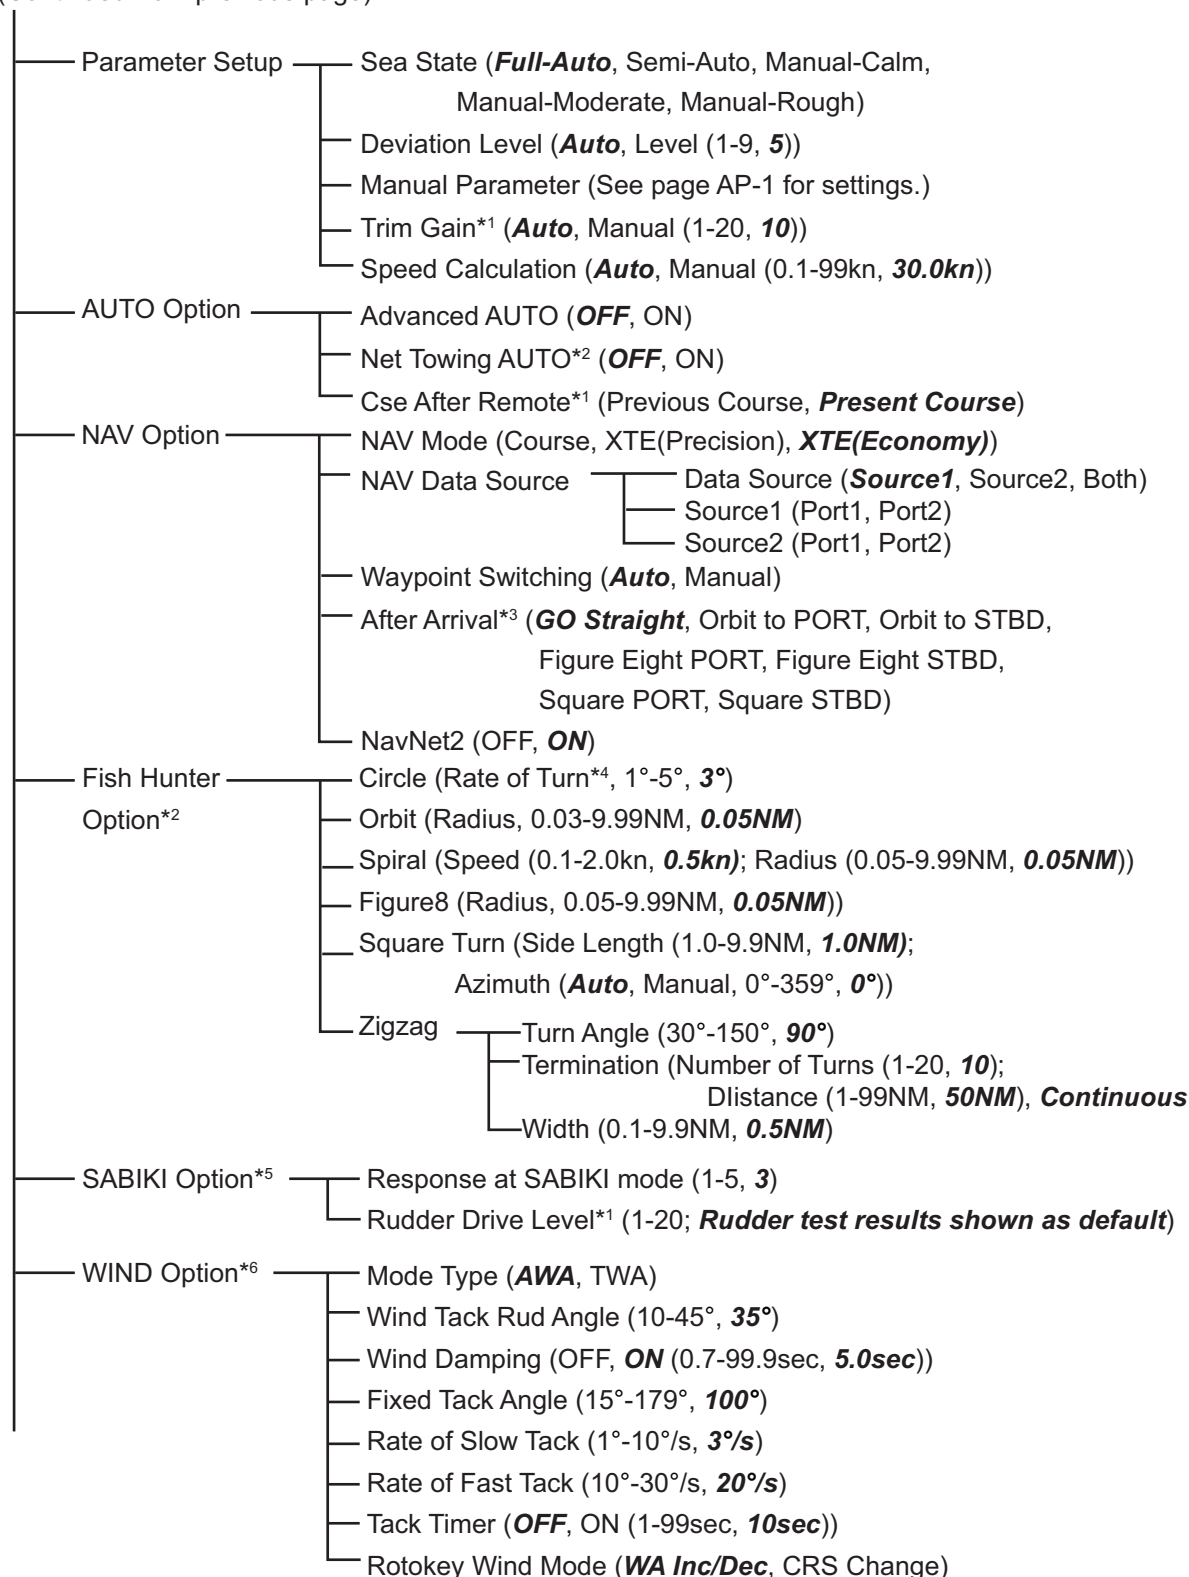 (Continued from previous page)
Parameter Setup
Sea State (Full-Auto, Semi-Auto, Manual-Calm,
Manual-Moderate, Manual-Rough)
Deviation Level (Auto, Level (1-9, 5))
Manual Parameter (See page AP-1 for settings.)
Trim Gain*1 (Auto, Manual (1-20, 10))
Speed Calculation (Auto, Manual (0.1-99kn, 30.0kn))
AUTO Option
Advanced AUTO (OFF, ON)
Net Towing AUTO*2 (OFF, ON)
Cse After Remote*1 (Previous Course, Present Course)
NAV Option
NAV Mode (Course, XTE(Precision), XTE(Economy))
NAV Data Source
Data Source (Source1, Source2, Both)
Source1 (Port1, Port2)
Source2 (Port1, Port2)
Waypoint Switching (Auto, Manual)
After Arrival*3 (GO Straight, Orbit to PORT, Orbit to STBD,
Figure Eight PORT, Figure Eight STBD,
Square PORT, Square STBD)
NavNet2 (OFF, ON)
Fish Hunter
Option*2
Circle (Rate of Turn*4, 1°-5°, 3°)
Orbit (Radius, 0.03-9.99NM, 0.05NM)
Spiral (Speed (0.1-2.0kn, 0.5kn); Radius (0.05-9.99NM, 0.05NM))
Figure8 (Radius, 0.05-9.99NM, 0.05NM))
Square Turn (Side Length (1.0-9.9NM, 1.0NM);
Azimuth (Auto, Manual, 0°-359°, 0°))
Zigzag
Turn Angle (30°-150°, 90°)
Termination (Number of Turns (1-20, 10);
DIistance (1-99NM, 50NM), Continuous
Width (0.1-9.9NM, 0.5NM)
SABIKI Option*5
Response at SABIKI mode (1-5, 3)
Rudder Drive Level*1 (1-20; Rudder test results shown as default)
WIND Option*6
Mode Type (AWA, TWA)
Wind Tack Rud Angle (10-45°, 35°)
Wind Damping (OFF, ON (0.7-99.9sec, 5.0sec))
Fixed Tack Angle (15°-179°, 100°)
Rate of Slow Tack (1°-10°/s, 3°/s)
Rate of Fast Tack (10°-30°/s, 20°/s)
Tack Timer (OFF, ON (1-99sec, 10sec))
Rotokey Wind Mode (WA Inc/Dec, CRS Change)